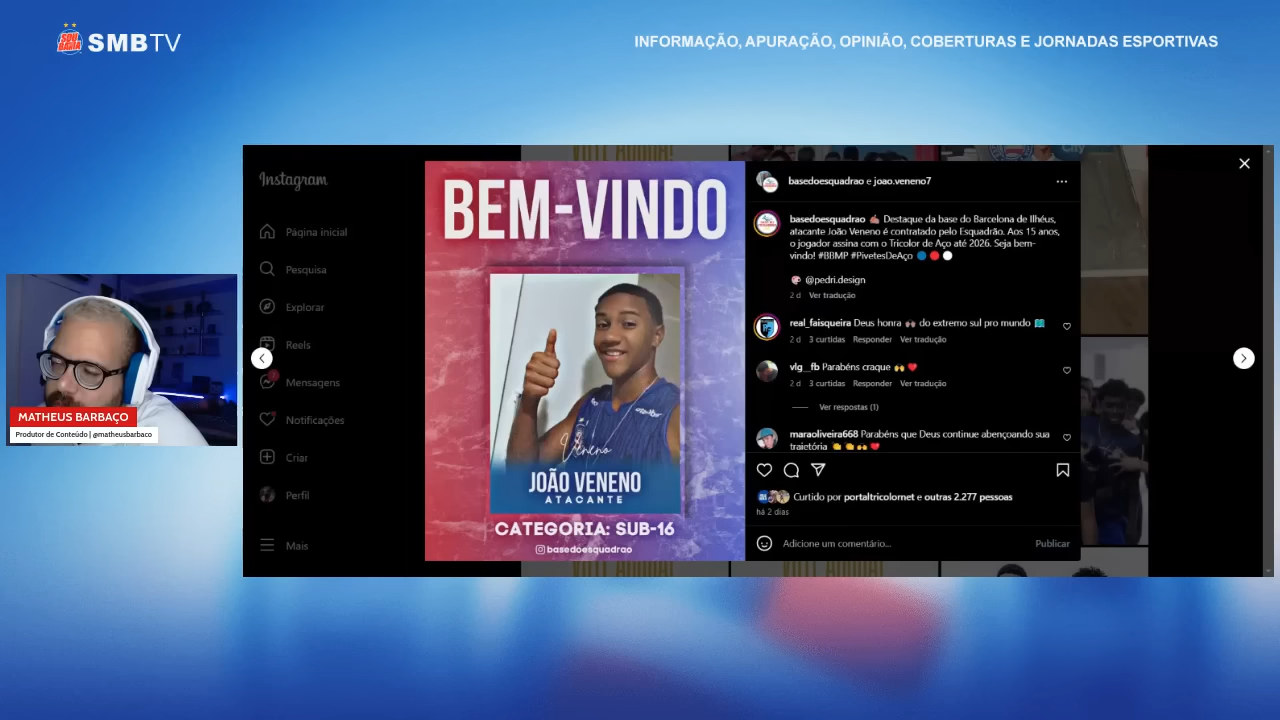 SOU BAHIA
SMBTV
INFORMAÇÃO, APURAÇÃO, OPINIÃO, COBERTURAS E JORNADAS ESPORTIVAS
Instagram
Página inicial
Pesquisa
Explorar
Reels
Mensagens
Notificações
Criar
Perfil
Mais
MATHEUS BARBAÇO
Produtor de Conteúdo | @matheusbarbaco
BEM-VINDO
Veneno
JOÃO VENENO
ATACANTE
CATEGORIA: SUB-16
basedoesquadrao
basedoesquadrao e joao.veneno7
basedoesquadrao ✍🏽 Destaque da base do Barcelona de Ilhéus,
atacante João Veneno é contratado pelo Esquadrão. Aos 15 anos,
o jogador assina com o Tricolor de Aço até 2026. Seja bem-
vindo! #BBMP #PivetesDeAço 🔵🔴⚪
🎨 @pedri.design
2 d Ver tradução
real_faisqueira Deus honra 🙌🏽 do extremo sul pro mundo 🗺️
2 d 3 curtidas Responder Ver tradução
vlg__fb Parabéns craque 🙌❤️
2 d 3 curtidas Responder Ver tradução
Ver respostas (1)
maraoliveira668 Parabéns que Deus continue abençoando sua
trajetória 👏👏🙌❤️
Curtido por portaltricolornet e outras 2.277 pessoas
há 2 dias
Adicione um comentário...
Publicar